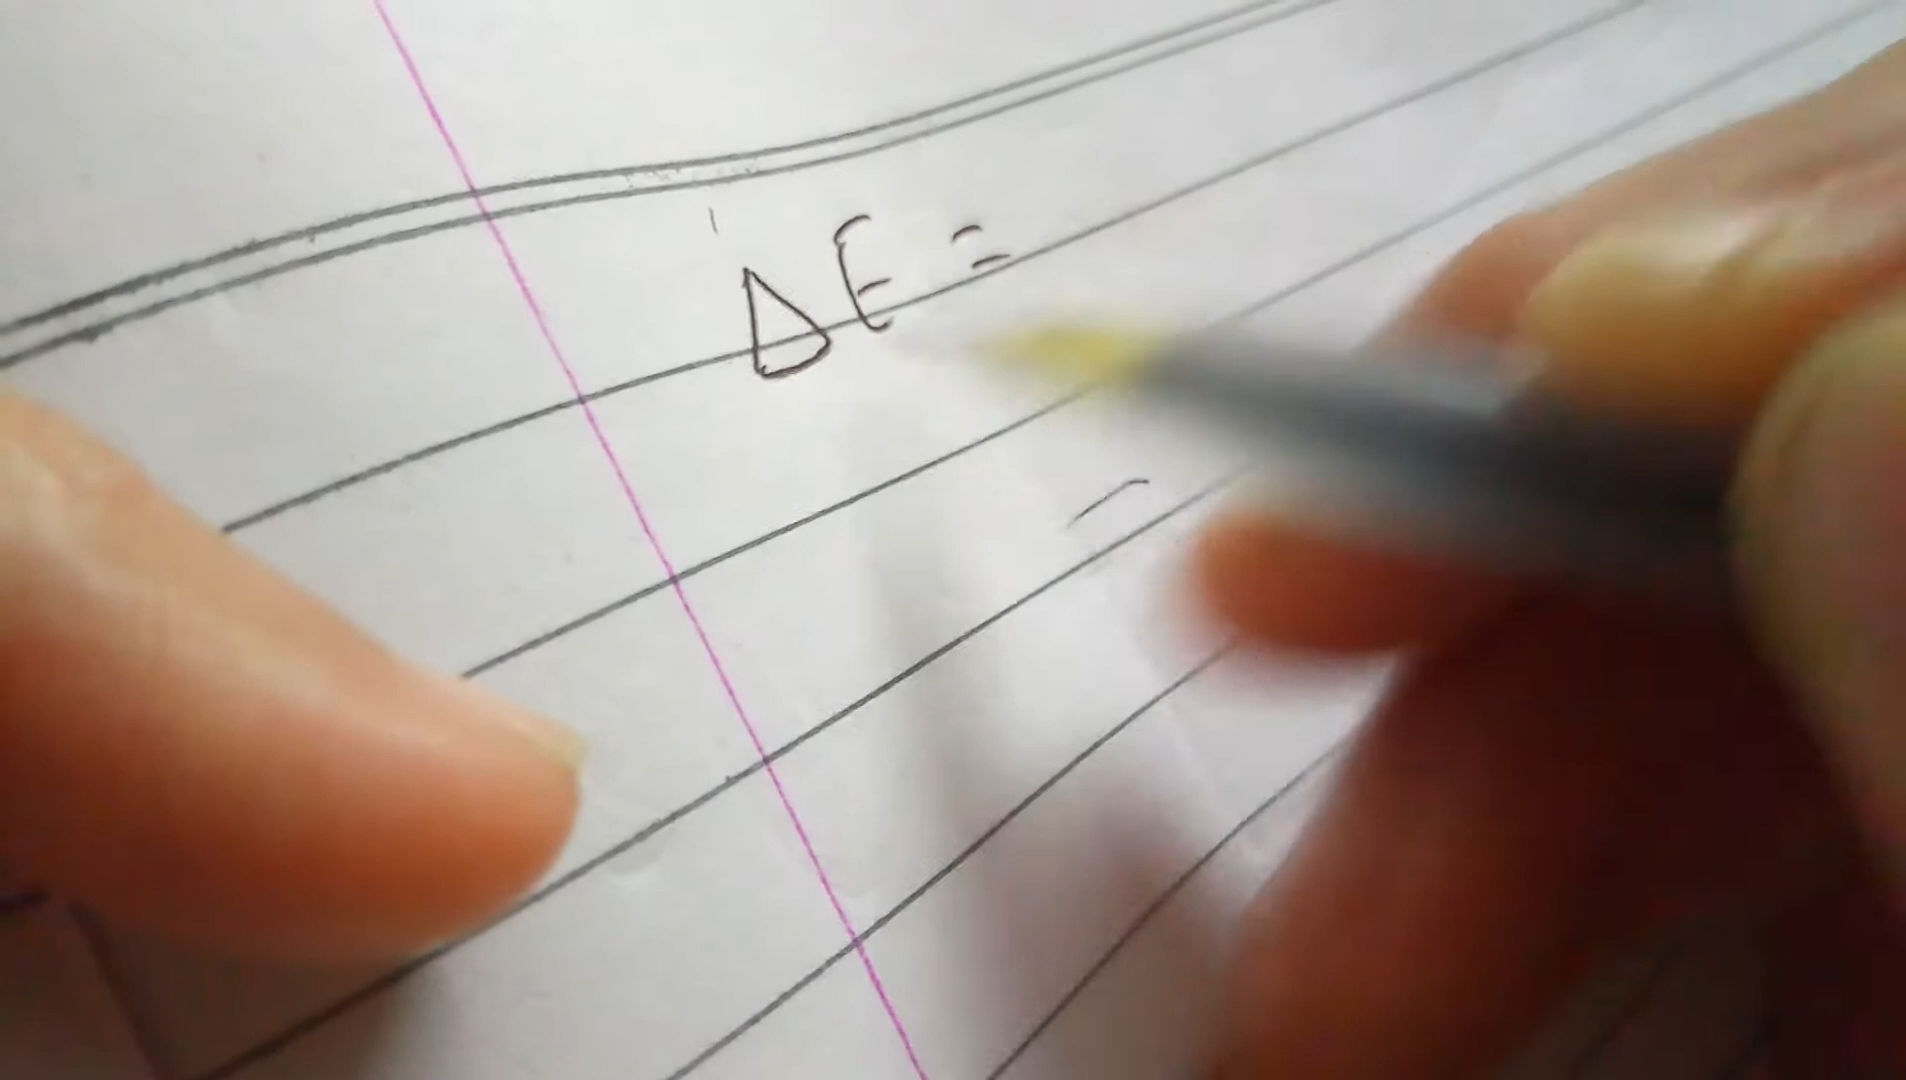 ΔE =